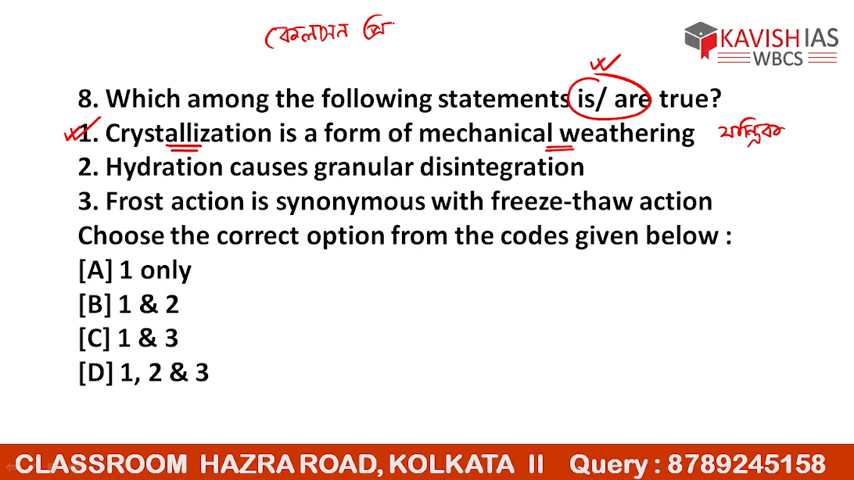 KAVISH IAS
WBCS
8. Which among the following statements is/ are true?
1. Crystallization is a form of mechanical weathering যান্ত্রিক
2. Hydration causes granular disintegration
3. Frost action is synonymous with freeze-thaw action
Choose the correct option from the codes given below :
[A] 1 only
[B] 1 & 2
[C] 1 & 3
[D] 1, 2 & 3
CLASSROOM HAZRA ROAD, KOLKATA II Query : 8789245158